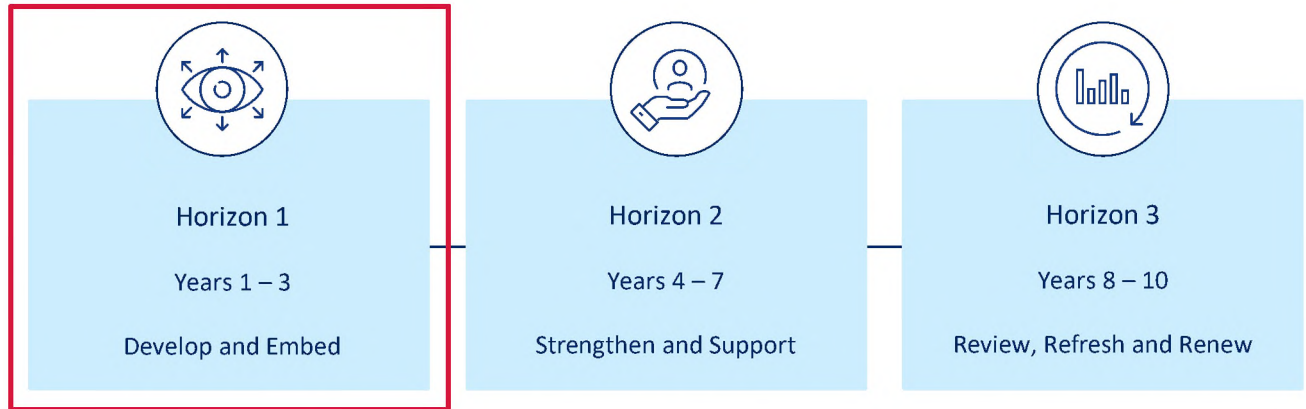 Horizon 1
Years 1 – 3
Develop and Embed
Horizon 2
Years 4 – 7
Strengthen and Support
Horizon 3
Years 8 – 10
Review, Refresh and Renew